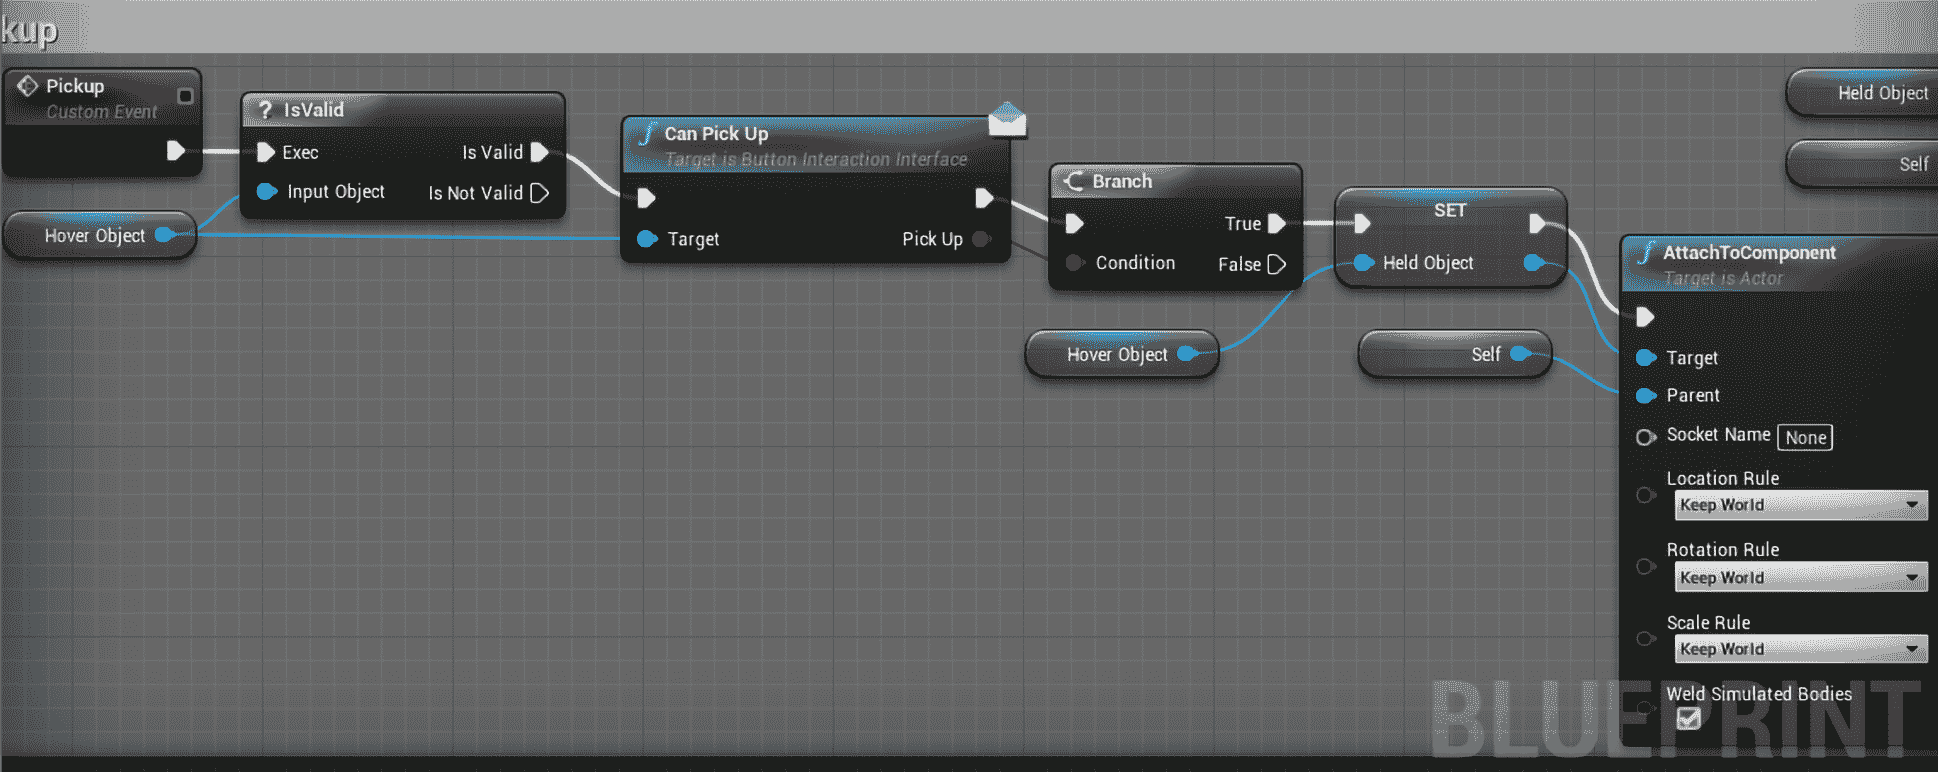 kup
Pickup
Custom Event
Hover Object
? IsValid
Exec
Is Valid
Input Object
Is Not Valid
f Can Pick Up
Target is Button Interaction Interface
Target
Pick Up
Branch
True
Condition
False
Hover Object
SET
Held Object
Self
Held Object
Self
f AttachToComponent
Target is Actor
Target
Parent
Socket Name None
Location Rule
Keep World
Rotation Rule
Keep World
Scale Rule
Keep World
Weld Simulated Bodies
BLUEPRINT